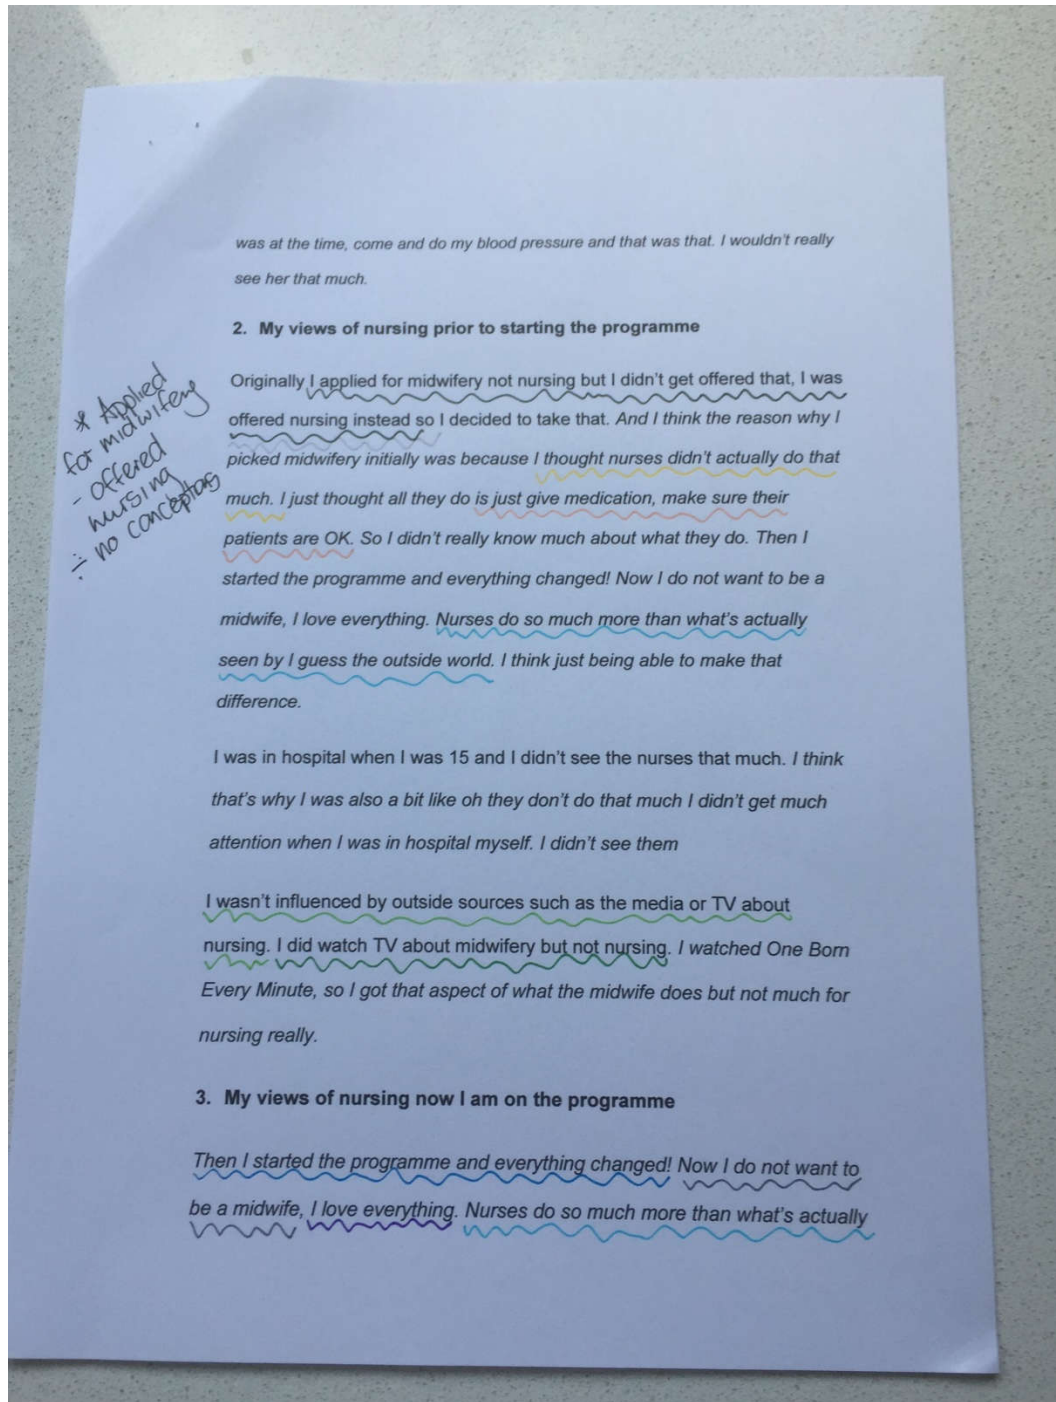 was at the time, come and do my blood pressure and that was that. I wouldn't really
see her that much.
2. My views of nursing prior to starting the programme
Originally I applied for midwifery not nursing but I didn't get offered that, I was
offered nursing instead so I decided to take that. And I think the reason why I
picked midwifery initially was because I thought nurses didn't actually do that
much. I just thought all they do is just give medication, make sure their
patients are OK. So I didn't really know much about what they do. Then I
started the programme and everything changed! Now I do not want to be a
midwife, I love everything. Nurses do so much more than what's actually
seen by I guess the outside world. I think just being able to make that
difference.
* Applied
for midwifery
- offered
nursing
∴ no conceptions
I was in hospital when I was 15 and I didn't see the nurses that much. I think
that's why I was also a bit like oh they don't do that much I didn't get much
attention when I was in hospital myself. I didn't see them
I wasn't influenced by outside sources such as the media or TV about
nursing. I did watch TV about midwifery but not nursing. I watched One Born
Every Minute, so I got that aspect of what the midwife does but not much for
nursing really.
3. My views of nursing now I am on the programme
Then I started the programme and everything changed! Now I do not want to
be a midwife, I love everything. Nurses do so much more than what's actually